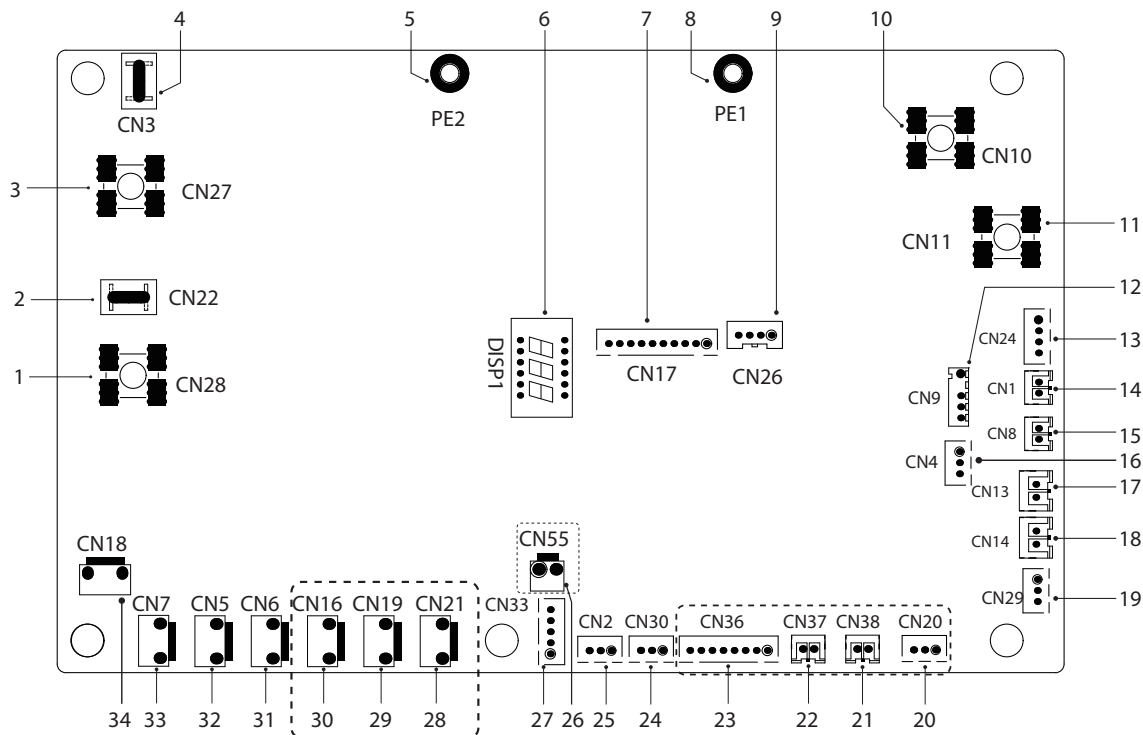 4
5
6
7
8
9
10
CN3
PE2
PE1
CN10
3
CN27
CN11
11
2
CN22
12
DISP1
CN24
13
CN17
CN26
1
CN28
CN9
CN1
14
CN8
15
CN4
16
CN13
17
CN14
18
CN18
CN55
CN29
19
CN7
CN5
CN6
CN16
CN19
CN21
CN33
CN2
CN30
CN36
CN37
CN38
CN20
34
33
32
31
30
29
28
27
26
25
24
23
22
21
20